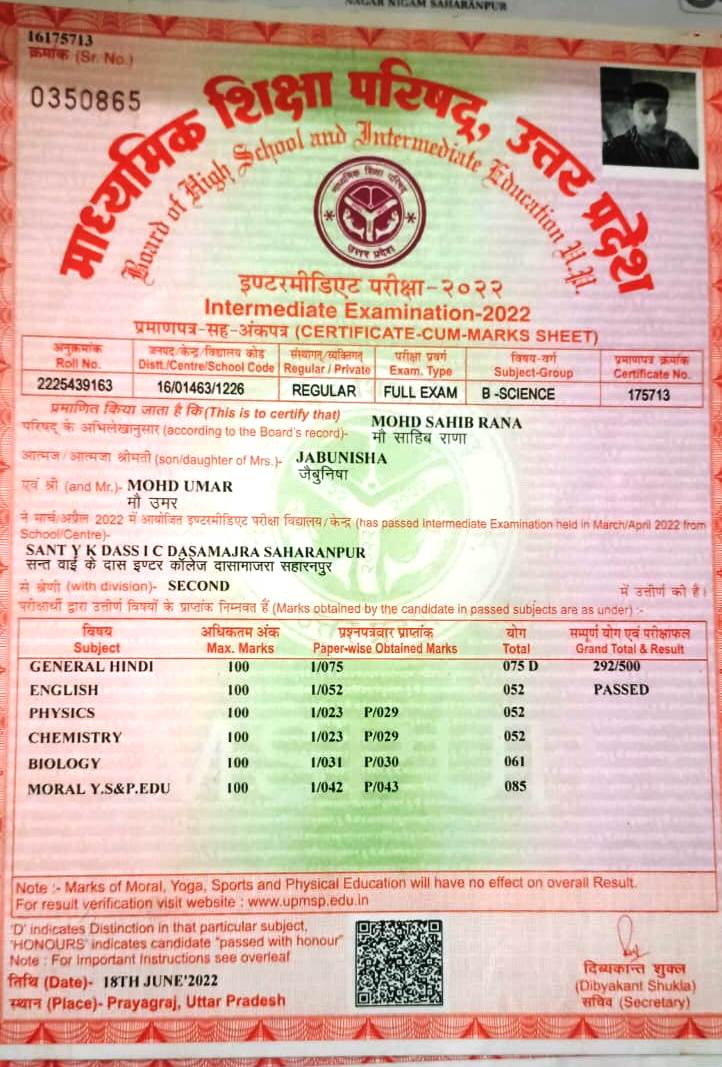 NAGAR NIGAM SAHARANPUR
16175713
क्रमांक (Sr. No.)
0350865
माध्यमिक शिक्षा परिषद्, उत्तर प्रदेश
Board of High School and Intermediate Education U.P.
माध्यमिक शिक्षा परिषद्
उत्तर प्रदेश
इण्टरमीडिएट परीक्षा-२०२२
Intermediate Examination-2022
प्रमाणपत्र-सह-अंकपत्र (CERTIFICATE-CUM-MARKS SHEET)
अनुक्रमांक जनपद/केन्द्र/विद्यालय कोड संस्थागत/व्यक्तिगत परीक्षा प्रवर्ग विषय-वर्ग प्रमाणपत्र क्रमांक
Roll No. Distt./Centre/School Code Regular / Private Exam. Type Subject-Group Certificate No.
2225439163 16/01463/1226 REGULAR FULL EXAM B -SCIENCE 175713
प्रमाणित किया जाता है कि (This is to certify that)
परिषद् के अभिलेखानुसार (according to the Board's record)- MOHD SAHIB RANA
मौ साहिब राणा
आत्मज/आत्मजा श्रीमती (son/daughter of Mrs.)- JABUNISHA
जैबुनिषा
एवं श्री (and Mr.)- MOHD UMAR
मौ उमर
ने मार्च/अप्रैल 2022 में आयोजित इण्टरमीडिएट परीक्षा विद्यालय/केन्द्र (has passed Intermediate Examination held in March/April 2022 from
School/Centre)-
SANT Y K DASS I C DASAMAJRA SAHARANPUR
सन्त वाई के दास इण्टर कॉलेज दासामाजरा सहारनपुर
से श्रेणी (with division)- SECOND में उत्तीर्ण की है।
परीक्षार्थी द्वारा उत्तीर्ण विषयों के प्राप्तांक निम्नवत हैं (Marks obtained by the candidate in passed subjects are as under) :-
विषय अधिकतम अंक प्रश्नपत्रवार प्राप्तांक योग सम्पूर्ण योग एवं परीक्षाफल
Subject Max. Marks Paper-wise Obtained Marks Total Grand Total & Result
GENERAL HINDI 100 1/075 075 D 292/500
ENGLISH 100 1/052 052 PASSED
PHYSICS 100 1/023 P/029 052
CHEMISTRY 100 1/023 P/029 052
BIOLOGY 100 1/031 P/030 061
MORAL Y.S&P.EDU 100 1/042 P/043 085
Note :- Marks of Moral, Yoga, Sports and Physical Education will have no effect on overall Result.
For result verification visit website : www.upmsp.edu.in
'D' indicates Distinction in that particular subject,
'HONOURS' indicates candidate "passed with honour"
Note : For Important Instructions see overleaf
तिथि (Date)- 18TH JUNE'2022
स्थान (Place)- Prayagraj, Uttar Pradesh
दिव्यकान्त शुक्ल
(Dibyakant Shukla)
सचिव (Secretary)